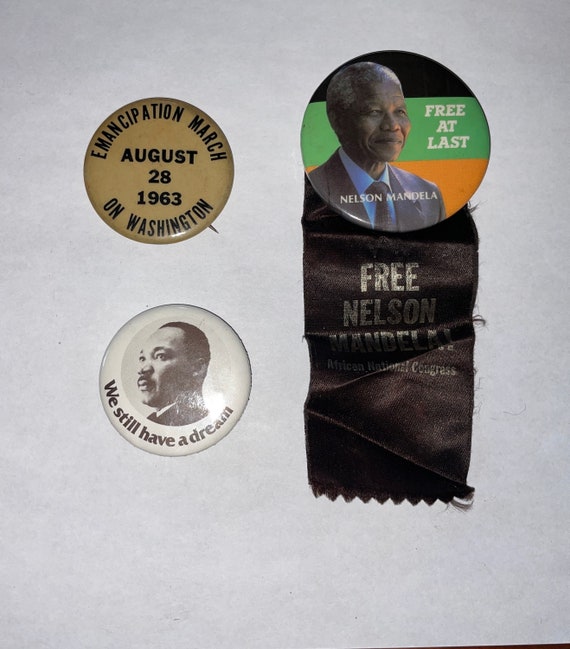 EMANCIPATION MARCH
AUGUST
28
1963
ON WASHINGTON
FREE
AT
LAST
NELSON MANDELA
FREE
NELSON
MANDELA!
African National Congress
We still have a dream